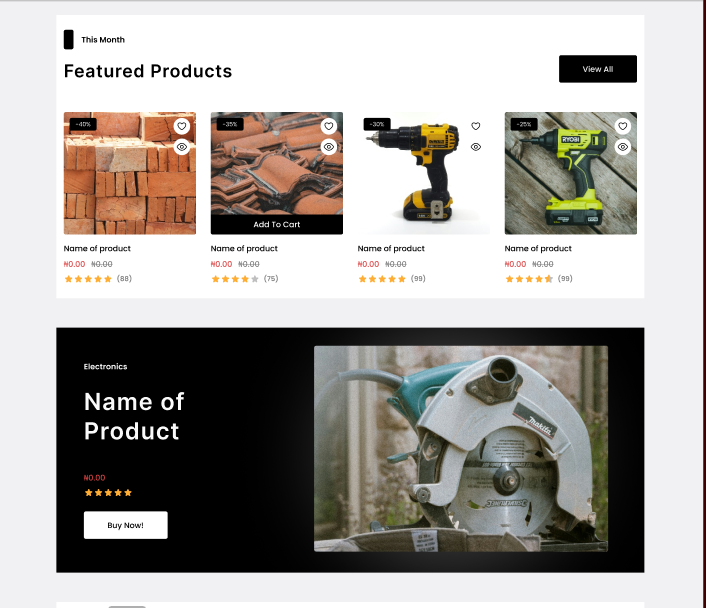 This Month
Featured Products
View All
-40%
-35%
-30%
-25%
RYOBI
Add To Cart
Name of product
Name of product
Name of product
Name of product
₦0.00 ₦0.00
₦0.00 ₦0.00
₦0.00 ₦0.00
₦0.00 ₦0.00
(88)
(75)
(99)
(99)
Electronics
Name of
Product
₦0.00
Buy Now!
Makita